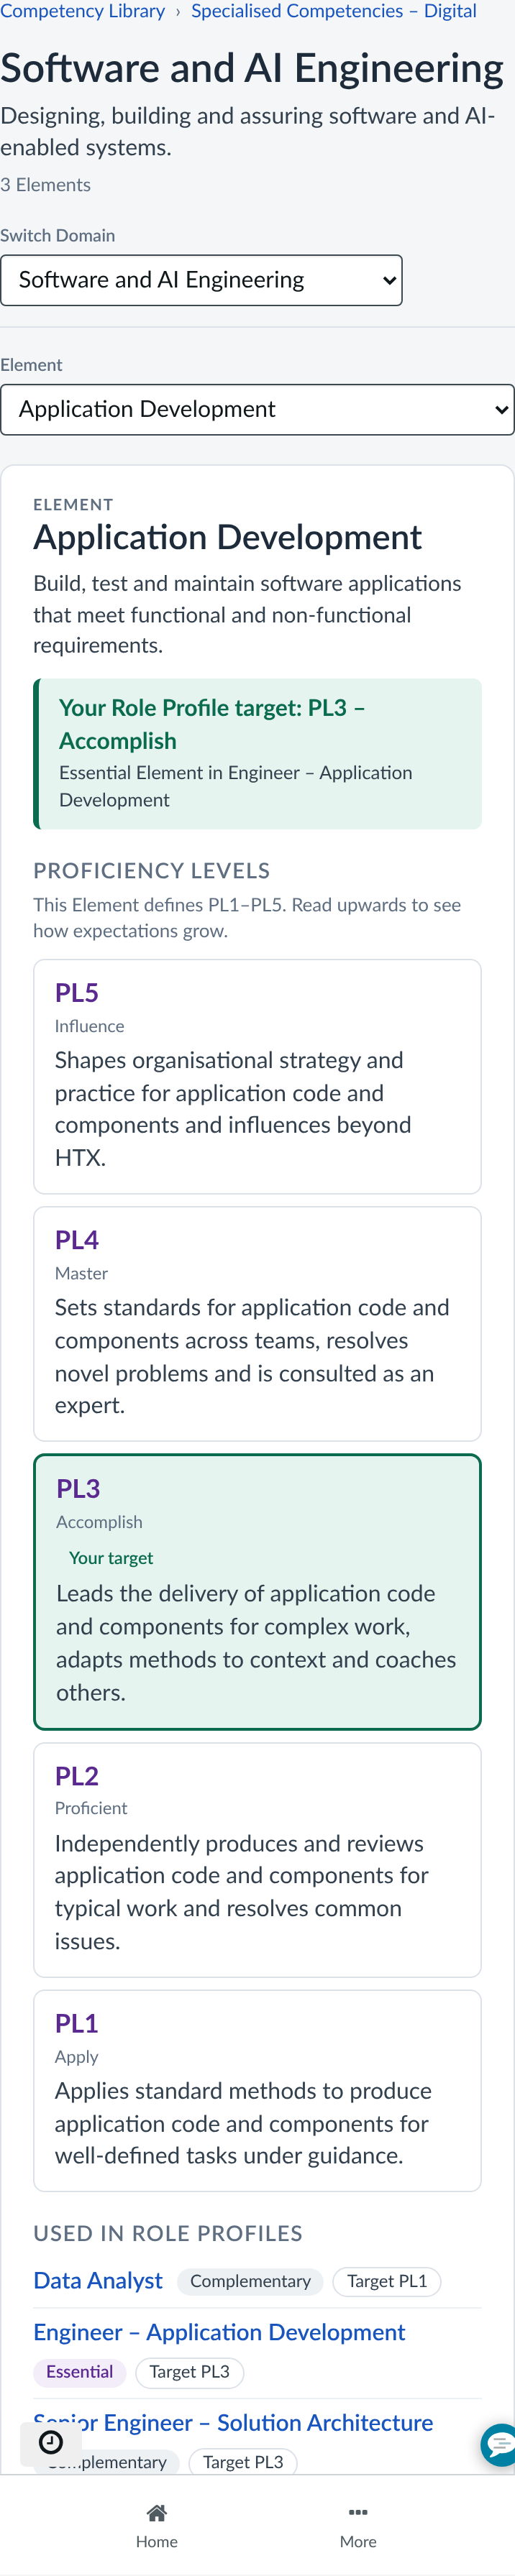 Competency Library › Specialised Competencies – Digital
Software and AI Engineering
Designing, building and assuring software and AI-
enabled systems.
3 Elements
Switch Domain
Software and AI Engineering
Element
Application Development
ELEMENT
Application Development
Build, test and maintain software applications
that meet functional and non-functional
requirements.
Your Role Profile target: PL3 –
Accomplish
Essential Element in Engineer – Application
Development
PROFICIENCY LEVELS
This Element defines PL1–PL5. Read upwards to see
how expectations grow.
PL5
Influence
Shapes organisational strategy and
practice for application code and
components and influences beyond
HTX.
PL4
Master
Sets standards for application code and
components across teams, resolves
novel problems and is consulted as an
expert.
PL3
Accomplish
Your target
Leads the delivery of application code
and components for complex work,
adapts methods to context and coaches
others.
PL2
Proficient
Independently produces and reviews
application code and components for
typical work and resolves common
issues.
PL1
Apply
Applies standard methods to produce
application code and components for
well-defined tasks under guidance.
USED IN ROLE PROFILES
Data Analyst Complementary Target PL1
Engineer – Application Development
Essential Target PL3
Senior Engineer – Solution Architecture
Complementary Target PL3
Home More